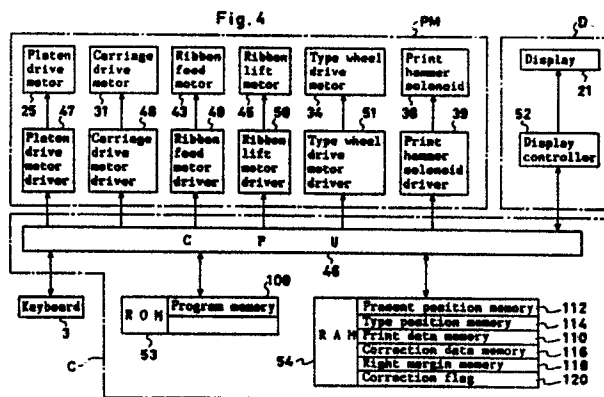 Fig. 4
PM
D
Platen drive motor
Carriage drive motor
Ribbon feed motor
Ribbon lift motor
Type wheel drive motor
Print hammer solenoid
Display
25
47
31
48
43
49
45
50
34
51
38
39
52
21
Platen drive motor driver
Carriage drive motor driver
Ribbon feed motor driver
Ribbon lift motor driver
Type wheel drive motor driver
Print hammer solenoid driver
Display controller
C P U
46
Keyboard
3
C
100
ROM
Program memory
53
RAM
54
Present position memory 112
Type position memory 114
Print data memory 110
Correction data memory 116
Right margin memory 118
Correction flag 120